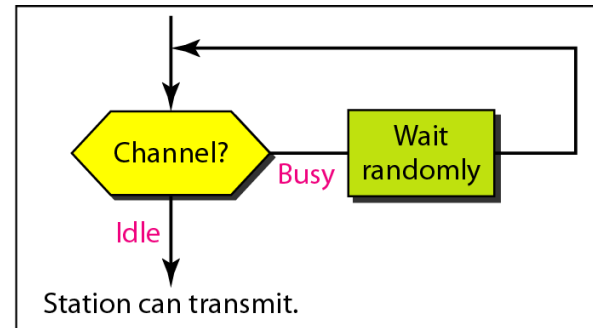 Channel?
Busy
Wait
randomly
Idle
Station can transmit.